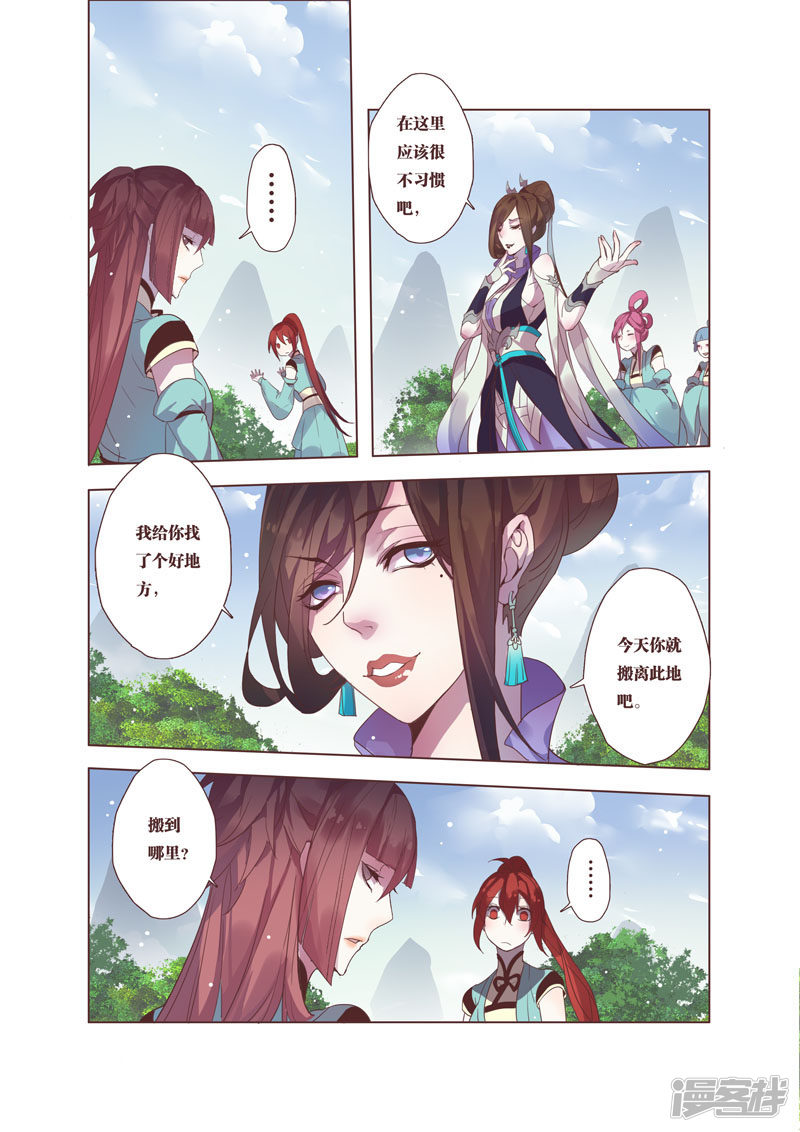 ……
在这里
应该很
不习惯
吧，
我给你找
了个好地
方，
今天你就
搬离此地
吧。
搬到
哪里？
……
漫客栈